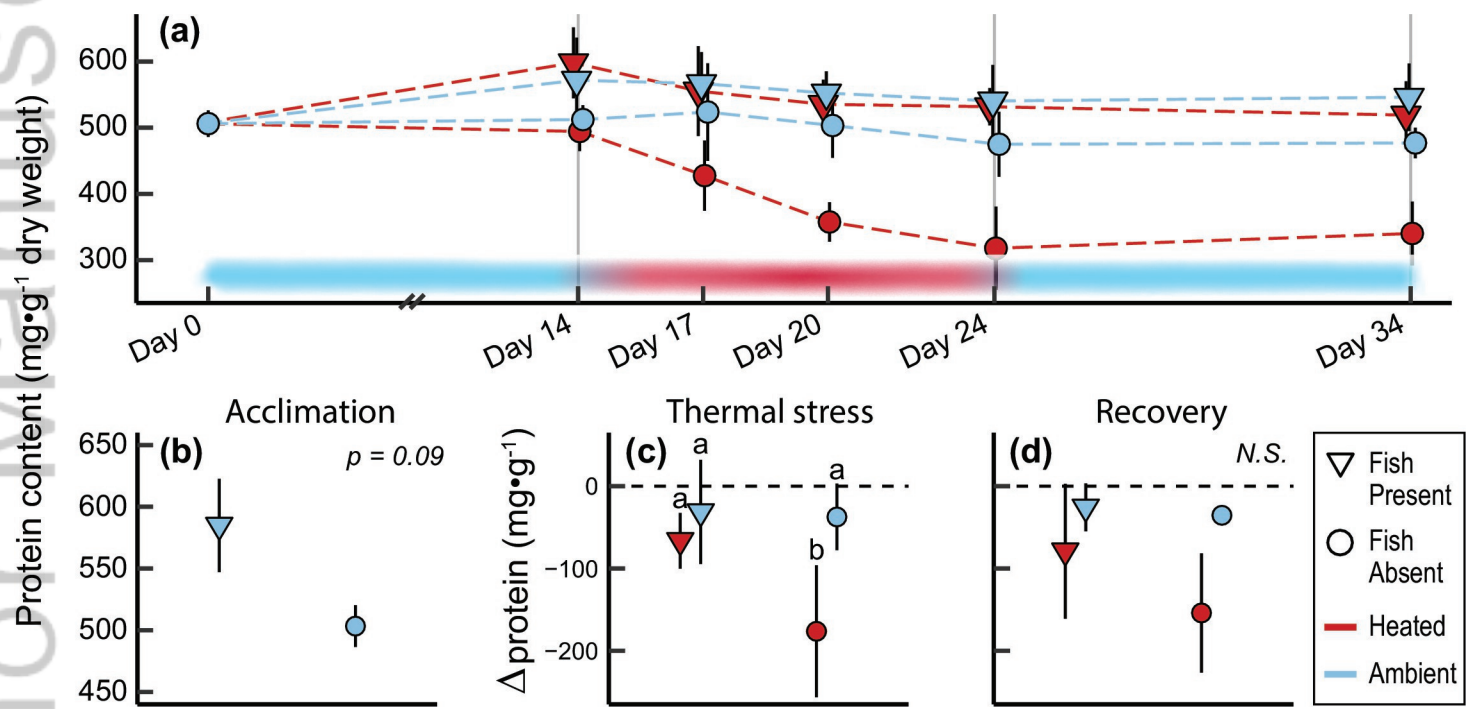 (a)
600
500
400
300
Protein content (mg•g⁻¹ dry weight)
Day 0
Day 14
Day 17
Day 20
Day 24
Day 34
Acclimation
(b)
p = 0.09
650
600
550
500
450
Thermal stress
(c)
Δ protein (mg•g⁻¹)
0
−100
−200
a
a
a
b
Recovery
(d)
N.S.
Fish
Present
Fish
Absent
Heated
Ambient